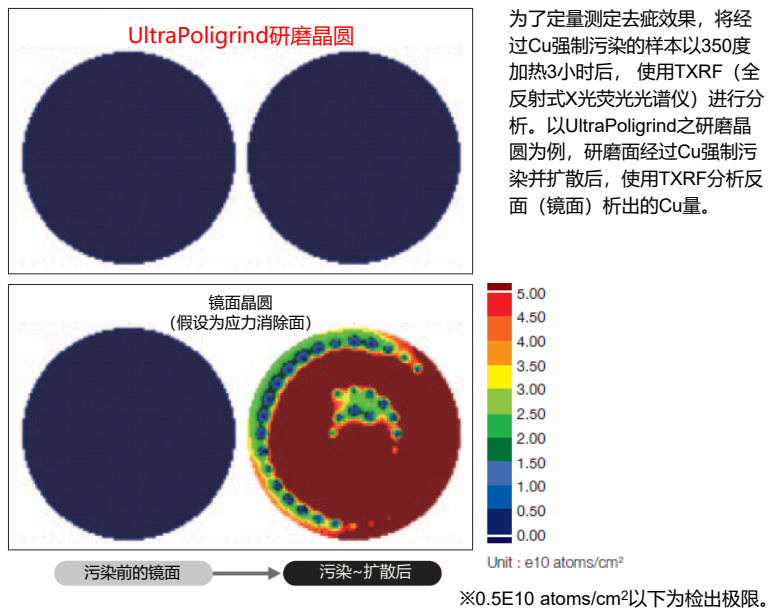 UltraPoligrind研磨晶圆
为了定量测定去疵效果，将经
过Cu强制污染的样本以350度
加热3小时后， 使用TXRF（全
反射式X光荧光光谱仪）进行分
析。以UltraPoligrind之研磨晶
圆为例，研磨面经过Cu强制污
染并扩散后，使用TXRF分析反
面（镜面）析出的Cu量。
镜面晶圆
（假设为应力消除面）
5.00
4.50
4.00
3.50
3.00
2.50
2.00
1.50
1.00
0.50
0.00
Unit : e10 atoms/cm²
污染前的镜面
污染~扩散后
※0.5E10 atoms/cm²以下为检出极限。